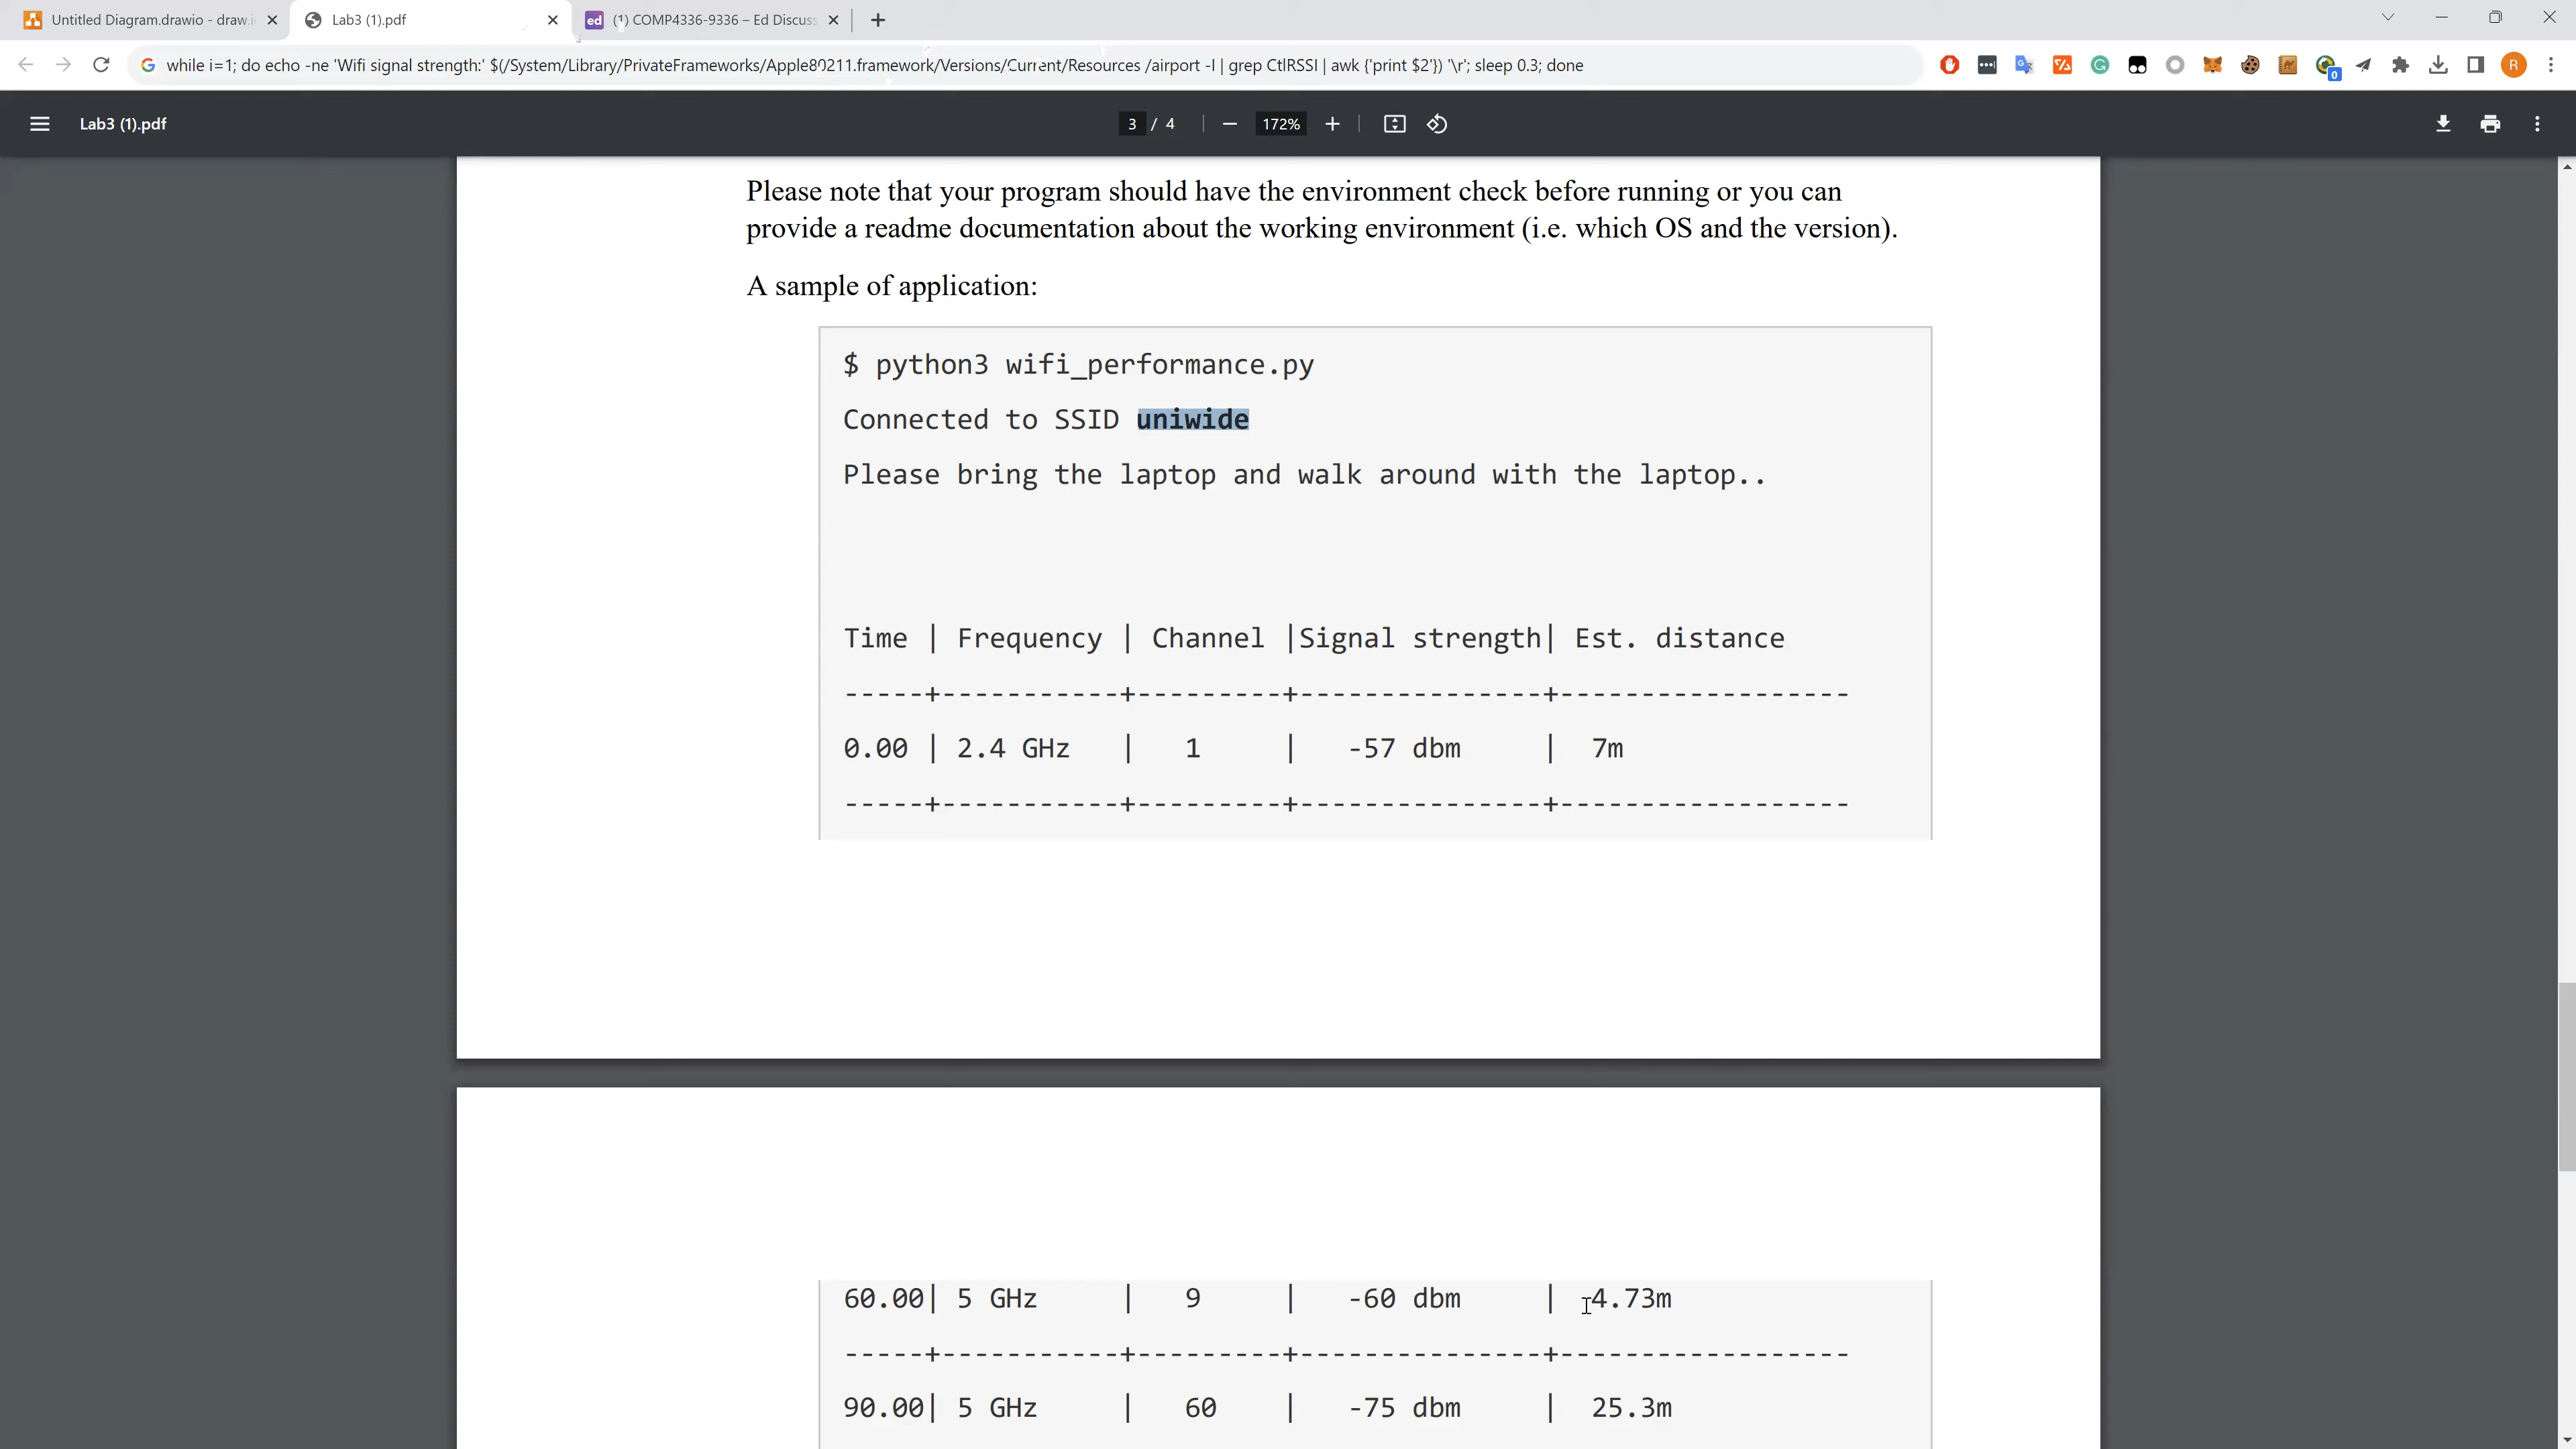 Untitled Diagram.drawio - draw.i
Lab3 (1).pdf
ed (1) COMP4336-9336 – Ed Discuss
while i=1; do echo -ne 'Wifi signal strength:' $(/System/Library/PrivateFrameworks/Apple80211.framework/Versions/Current/Resources /airport -I | grep CtlRSSI | awk {'print $2'}) '\r'; sleep 0.3; done
0
R
Lab3 (1).pdf
3 / 4
172%
Please note that your program should have the environment check before running or you can
provide a readme documentation about the working environment (i.e. which OS and the version).
A sample of application:
$ python3 wifi_performance.py
Connected to SSID uniwide
Please bring the laptop and walk around with the laptop..
Time | Frequency | Channel |Signal strength| Est. distance
-----+-----------+---------+---------------+------------------
0.00 | 2.4 GHz | 1 | -57 dbm | 7m
-----+-----------+---------+---------------+------------------
60.00| 5 GHz | 9 | -60 dbm | 4.73m
-----+-----------+---------+---------------+------------------
90.00| 5 GHz | 60 | -75 dbm | 25.3m